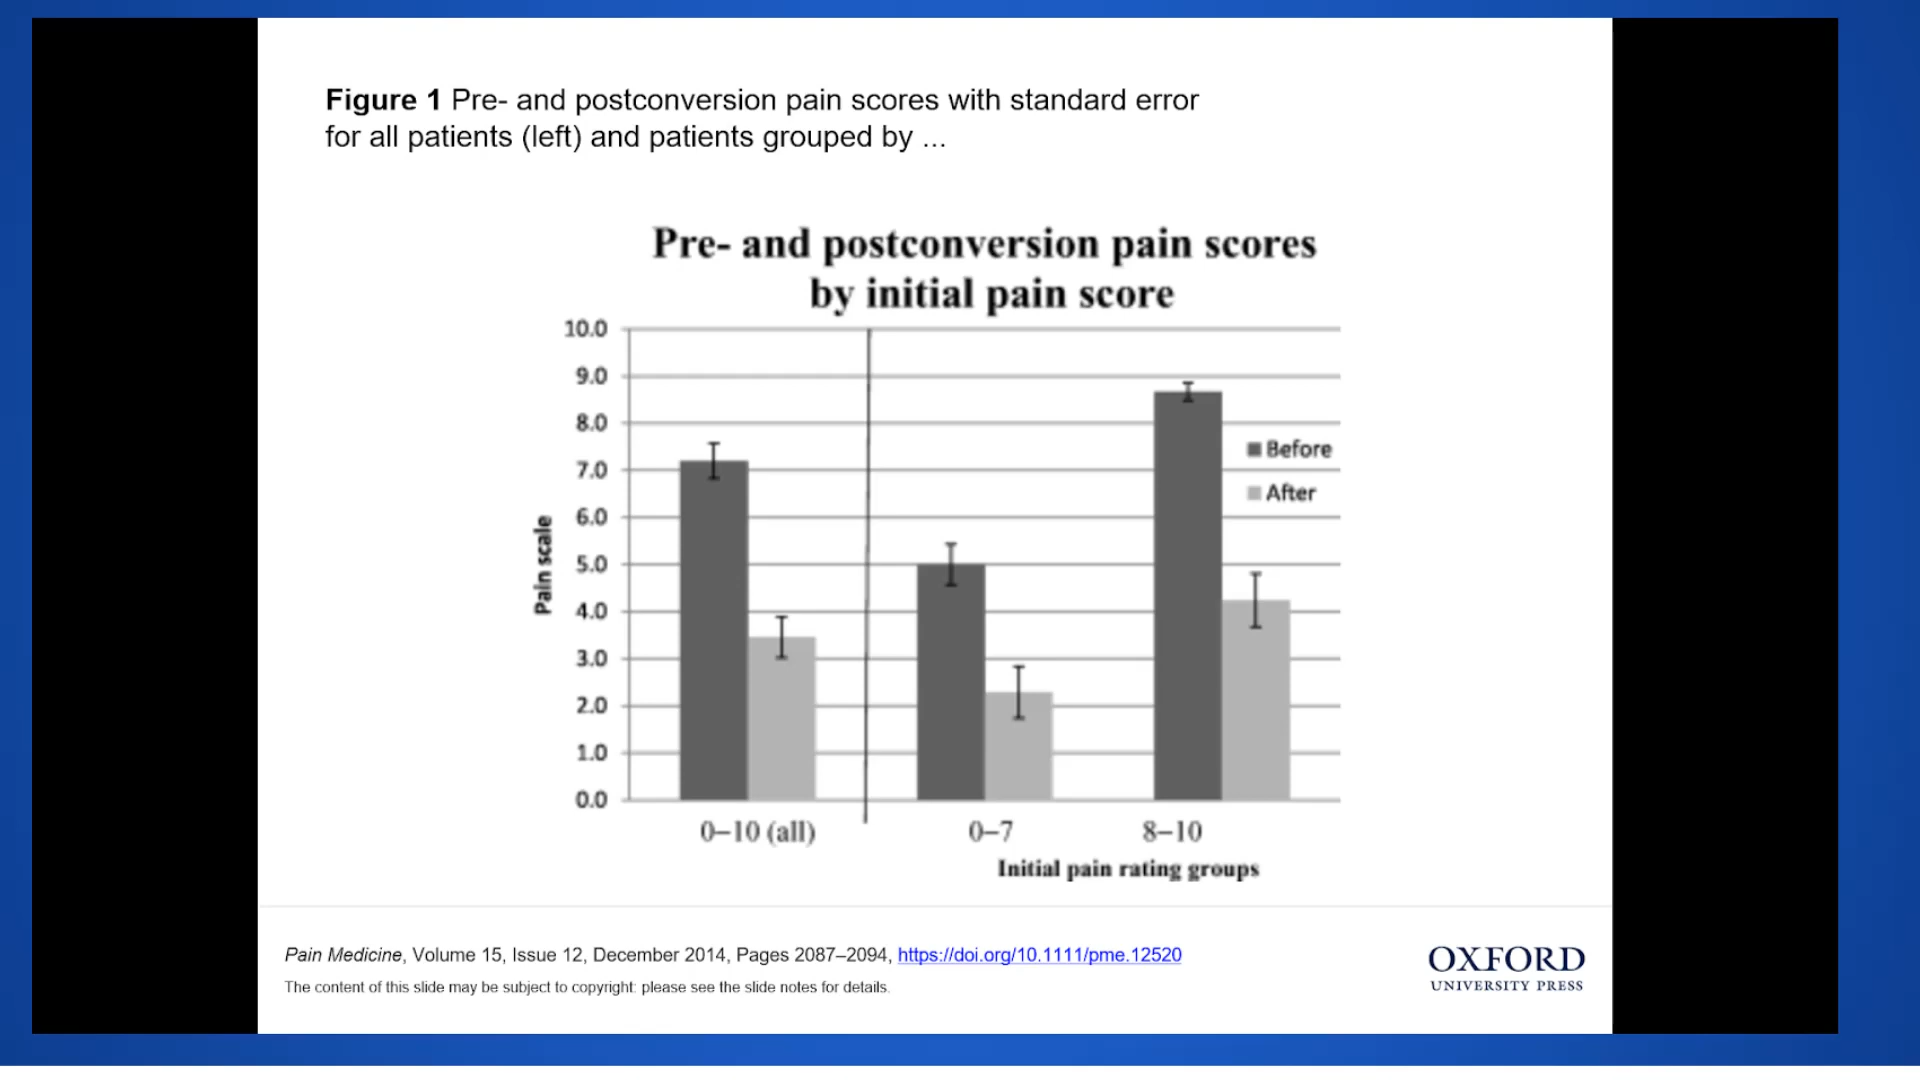 Figure 1 Pre- and postconversion pain scores with standard error
for all patients (left) and patients grouped by ...
Pre- and postconversion pain scores
by initial pain score
10.0
9.0
8.0
7.0
6.0
5.0
4.0
3.0
2.0
1.0
0.0
Pain scale
Before
After
0–10 (all)
0–7
8–10
Initial pain rating groups
Pain Medicine, Volume 15, Issue 12, December 2014, Pages 2087–2094, https://doi.org/10.1111/pme.12520
The content of this slide may be subject to copyright: please see the slide notes for details.
OXFORD
UNIVERSITY PRESS